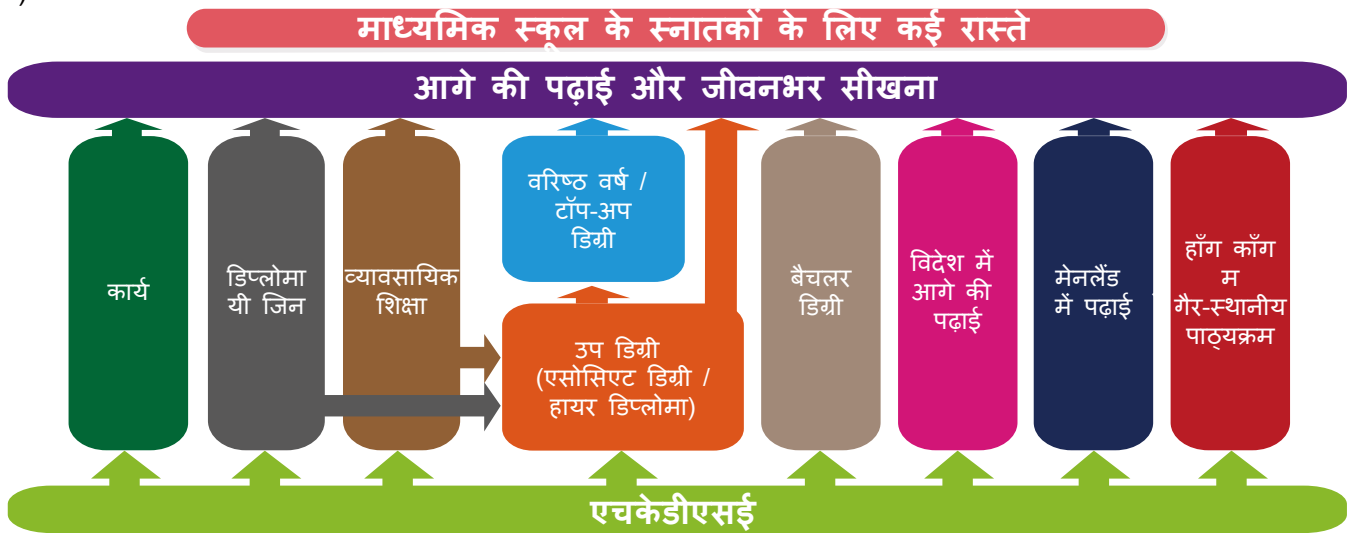 )
माध्यमिक स्कूल के स्नातकों के लिए कई रास्ते
आगे की पढ़ाई और जीवनभर सीखना
कार्य
डिप्लोमा
यी जिन
व्यावसायिक
शिक्षा
वरिष्ठ वर्ष /
टॉप-अप
डिग्री
उप डिग्री
(एसोसिएट डिग्री /
हायर डिप्लोमा)
बैचलर
डिग्री
विदेश में
आगे की
पढ़ाई
मेनलैंड
में पढ़ाई
हाँग काँग
म
गैर-स्थानीय
पाठ्यक्रम
एचकेडीएसई